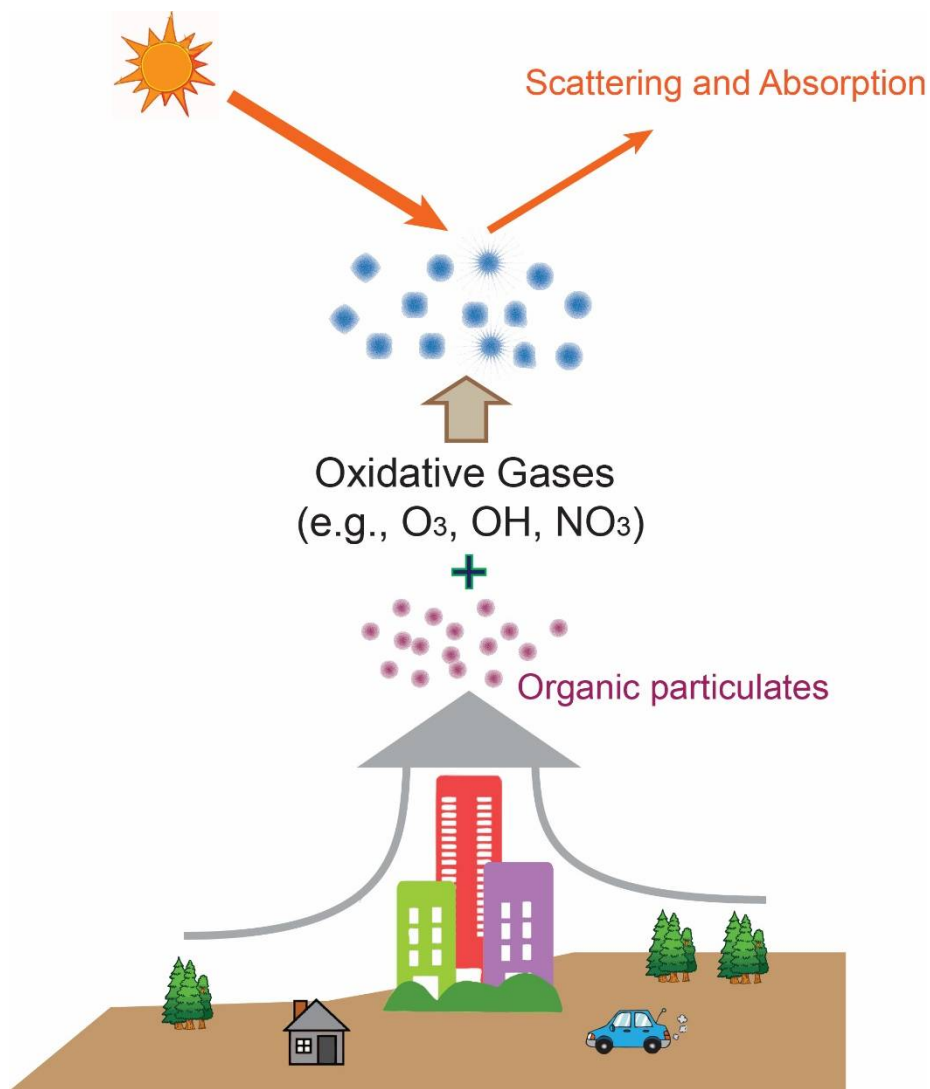 Scattering and Absorption
Oxidative Gases
(e.g., O₃, OH, NO₃)
+
Organic particulates